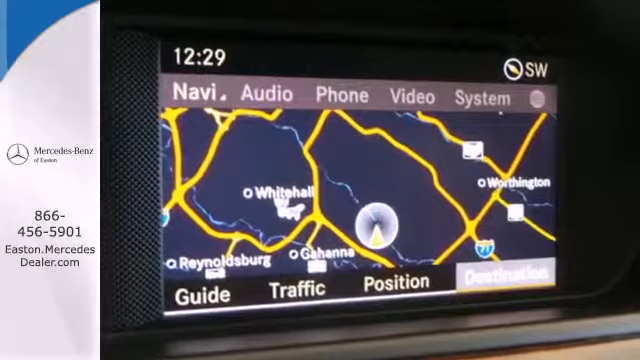 Mercedes-Benz
of Easton
866-
456-5901
Easton.Mercedes
Dealer.com
12:29
SW
Navi
Audio
Phone
Video
System
Whitehall
Worthington
Reynoldsburg
Gahanna
71
Guide
Traffic
Position
Destination